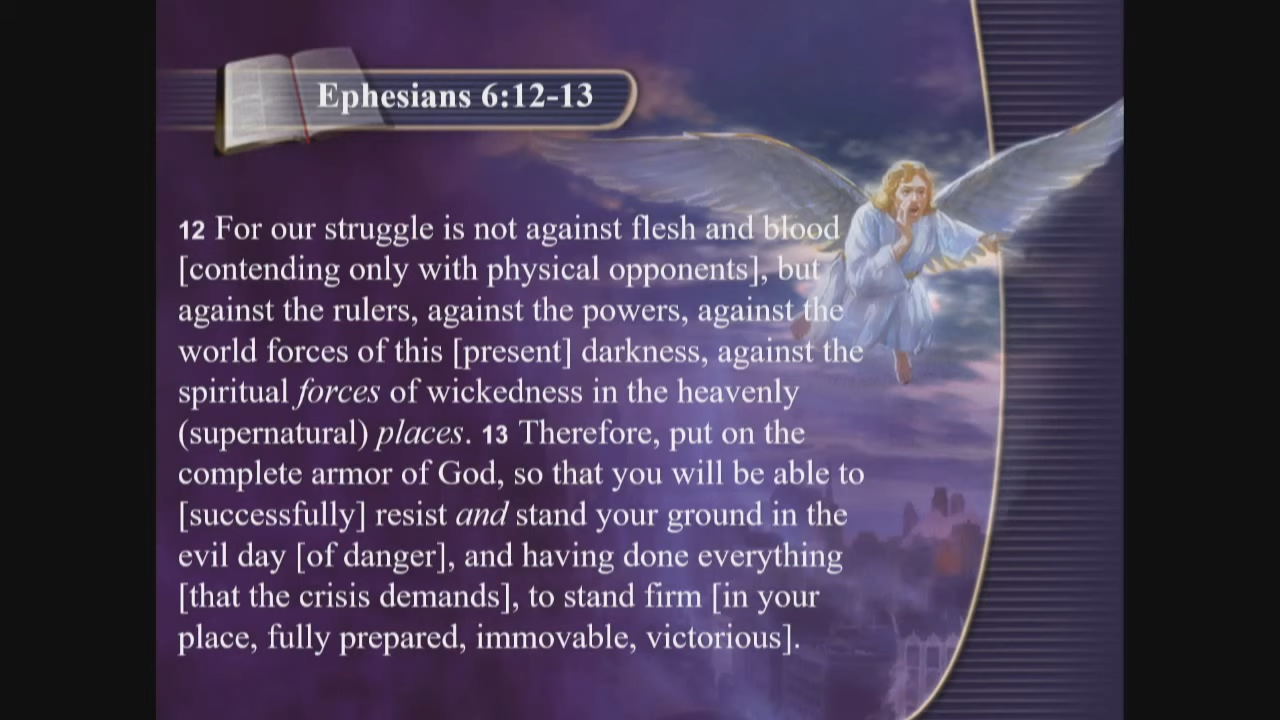 Ephesians 6:12-13
12 For our struggle is not against flesh and blood
[contending only with physical opponents], but
against the rulers, against the powers, against the
world forces of this [present] darkness, against the
spiritual forces of wickedness in the heavenly
(supernatural) places. 13 Therefore, put on the
complete armor of God, so that you will be able to
[successfully] resist and stand your ground in the
evil day [of danger], and having done everything
[that the crisis demands], to stand firm [in your
place, fully prepared, immovable, victorious].